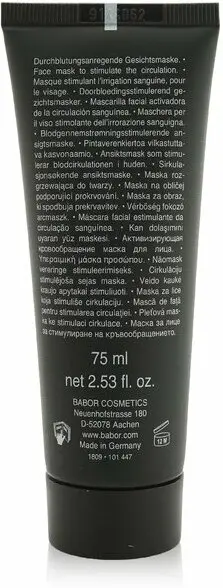 Durchblutungsanregende Gesichtsmaske. •
Face mask to stimulate the circulation. •
Masque stimulant l'irrigation sanguine, pour
le visage. • Doorbloedingsstimulerend ge-
zichtsmasker. • Mascarilla facial activadora
de la circulación sanguínea. • Maschera per
il viso stimolante dell'irrorazione sanguigna. •
Blodgennemstrømningsstimulerende an-
sigtsmaske. • Pintaverenkiertoa vilkastuttava
kasvonaamio. • Ansiktsmask som stimu-
lerar blodcirkulationen i huden. • Sirkula-
sjonsøkende ansiktsmaske. • Maska roz-
grzewająca do twarzy. • Maska na obličej
podporující prokrvování. • Maska za obraz,
ki spodbuja prekrvavitev. • Vérbőség fokozó
arcmaszk. • Máscara facial estimulante da
circulação sanguínea. • Kan dolaşımını
uyaran yüz maskesi. • Активизирующая
кровообращение маска для лица. •
Υπεραιμική μάσκα προσώπου. • Näomask
vereringe stimuleerimiseks. • Cirkulāciju
stimulējoša sejas maska. • Veido kaukė
kraujo apytakai stimuliuoti. • Maska za lice
koja stimulira cirkulaciju. • Mască de față
pentru stimularea circulației. • Pleťová mas-
ka na stimuláciu cirkulácie. • Маска за лице
за стимулиране на кръвообращението.
75 ml
net 2.53 fl. oz.
BABOR COSMETICS
Neuenhofstrasse 180
D-52078 Aachen
www.babor.com
Made in Germany
1809 • 101 447
12 M